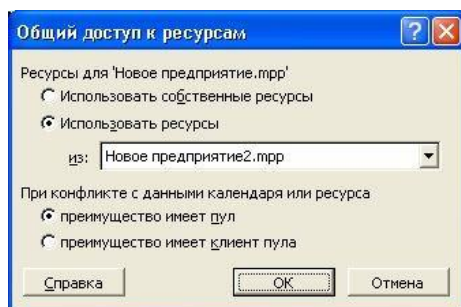 Общий доступ к ресурсам
Ресурсы для 'Новое предприятие.mpp'
Использовать собственные ресурсы
Использовать ресурсы
из: Новое предприятие2.mpp
При конфликте с данными календаря или ресурса
преимущество имеет пул
преимущество имеет клиент пула
Справка ОК Отмена